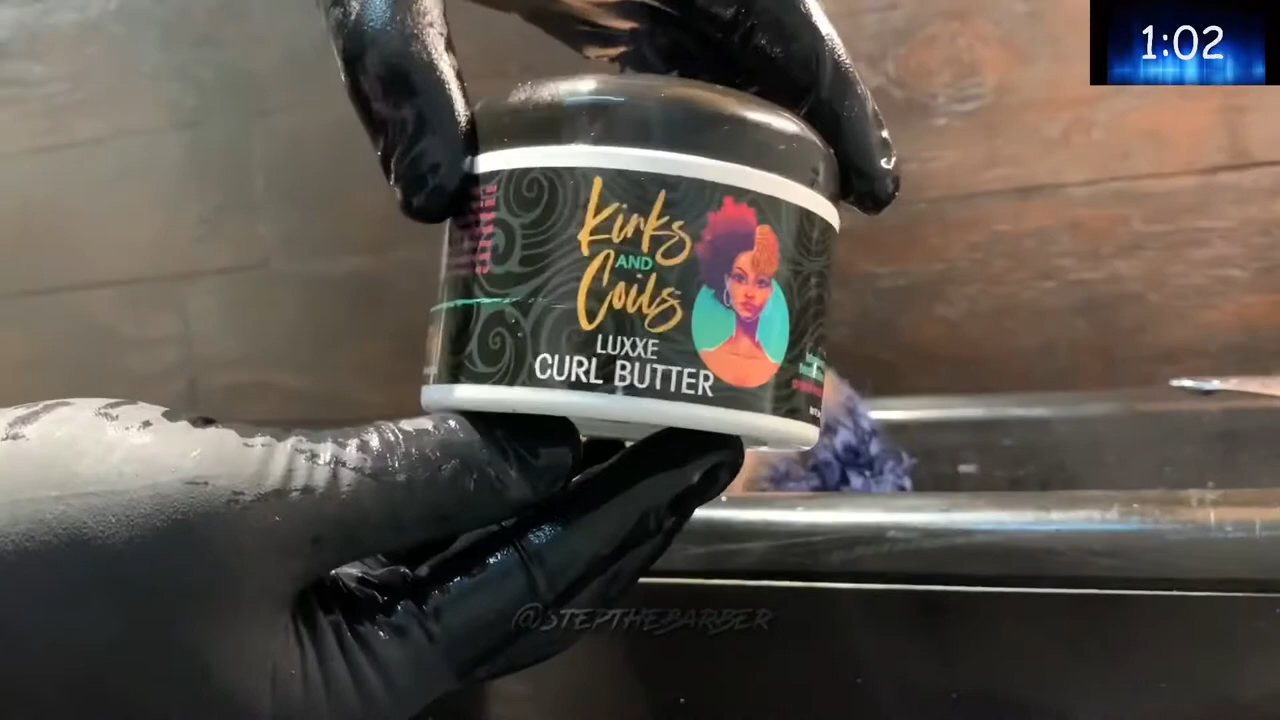 1:02
Kinks
AND
Coils
LUXXE
CURL BUTTER
@STEPTHEBARBER